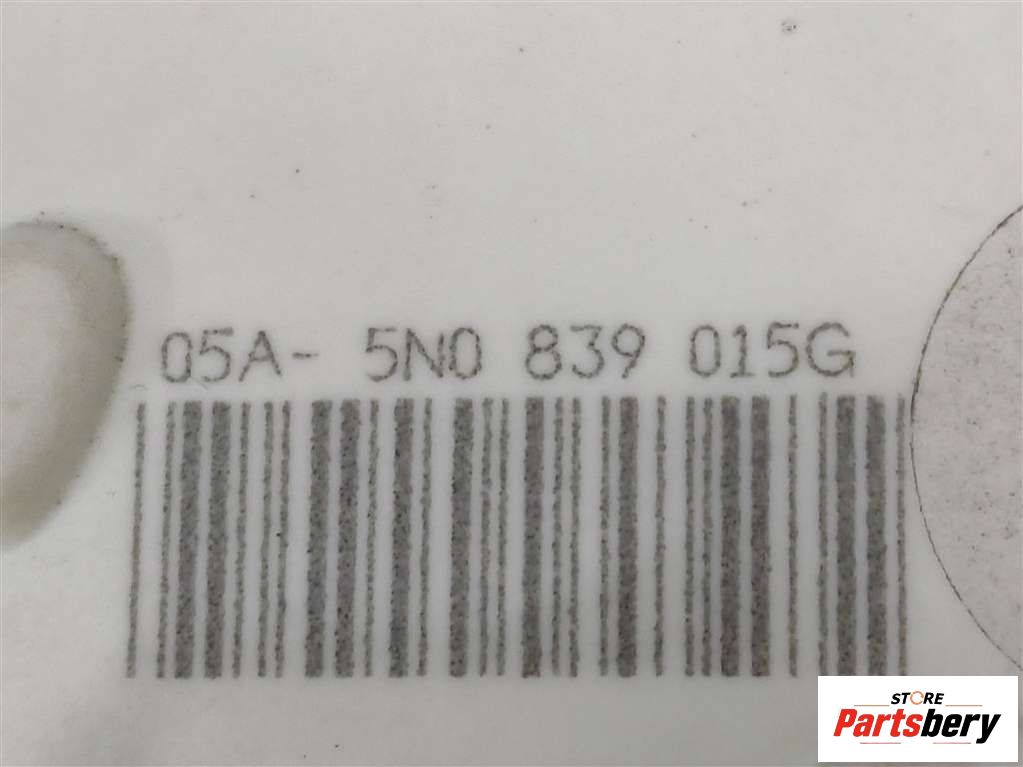 05A- 5N0 839 015G
STORE
Partsbery